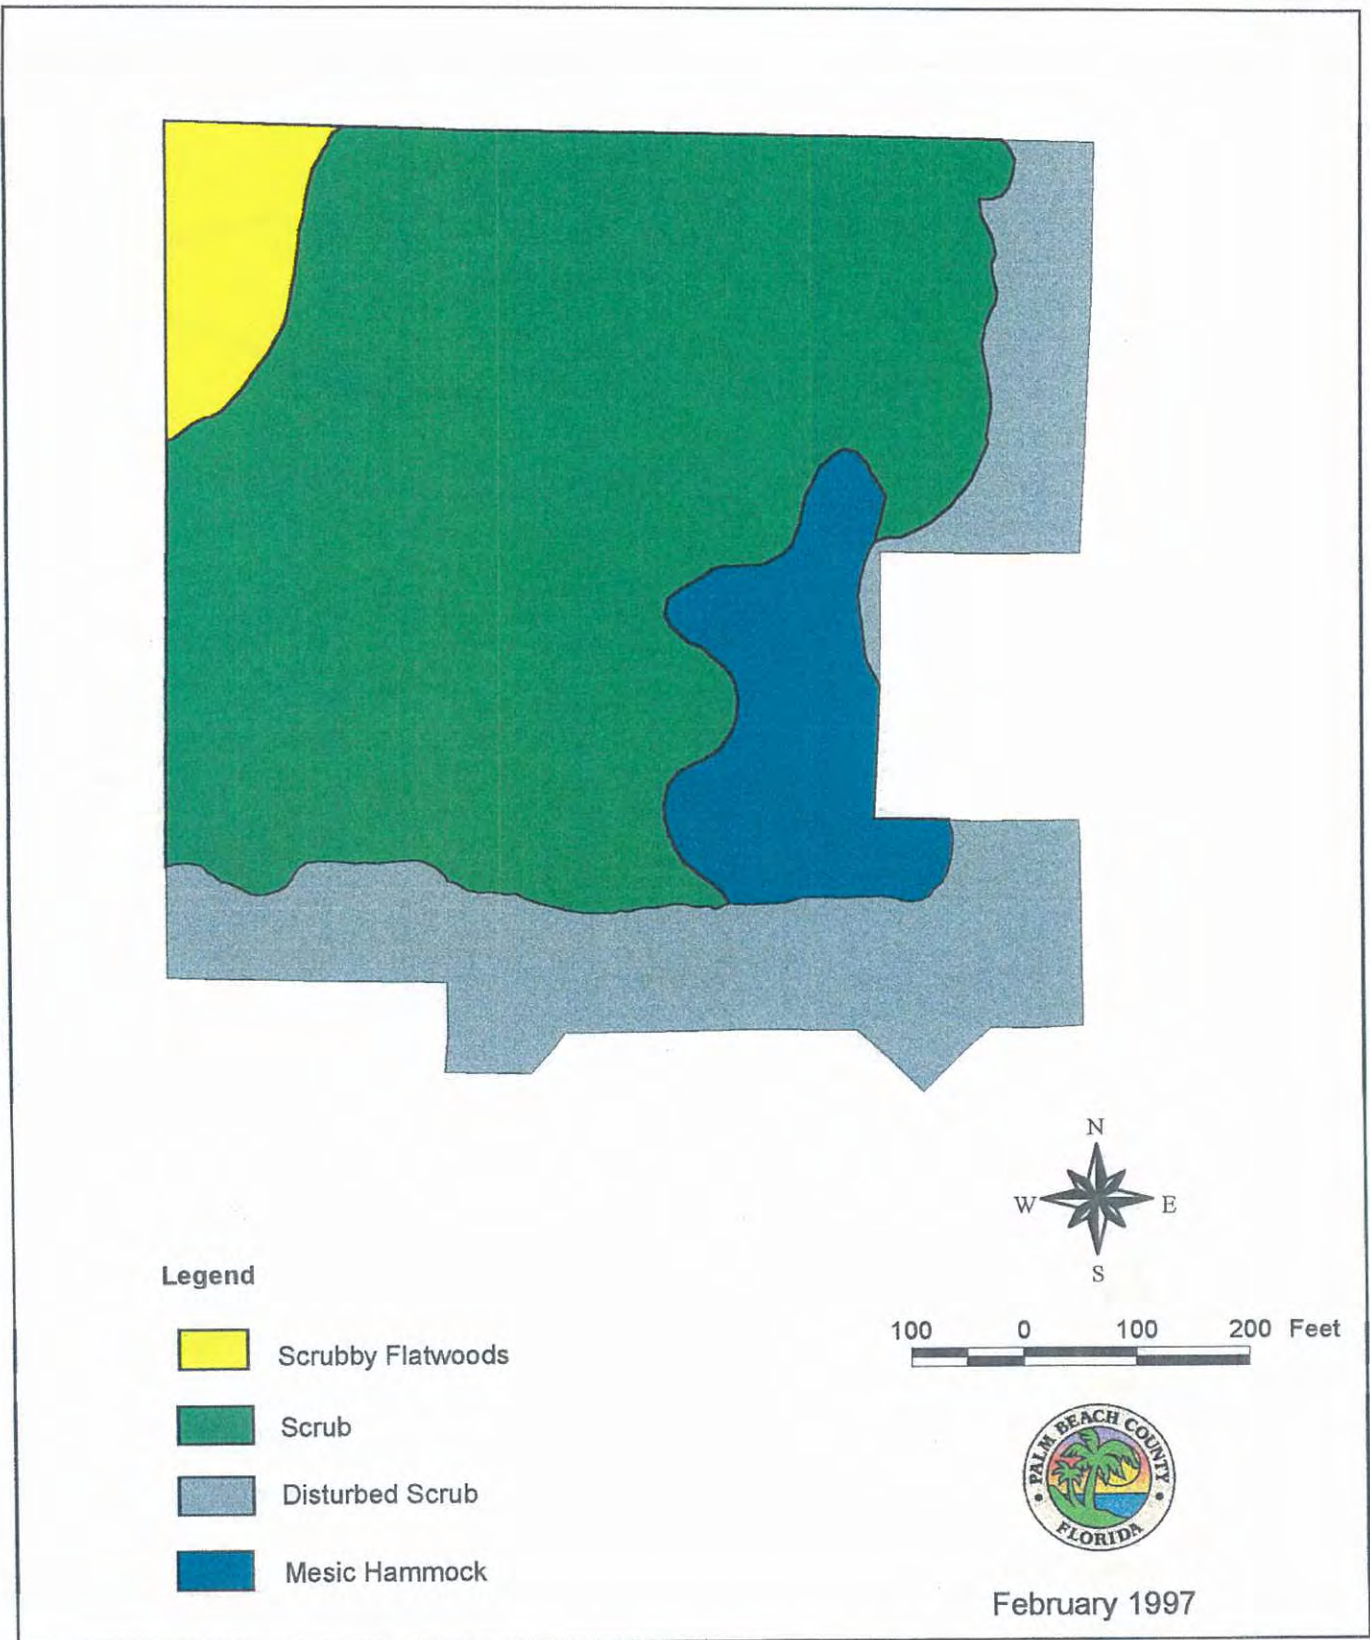 N
W E
S
Legend
100 0 100 200 Feet
Scrubby Flatwoods
Scrub
Disturbed Scrub
Mesic Hammock
PALM BEACH COUNTY
FLORIDA
February 1997